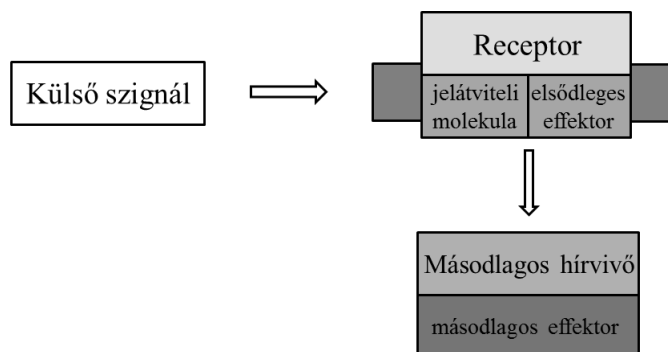 Receptor
Külső szignál
jelátviteli
molekula
elsődleges
effektor
Másodlagos hírvivő
másodlagos effektor